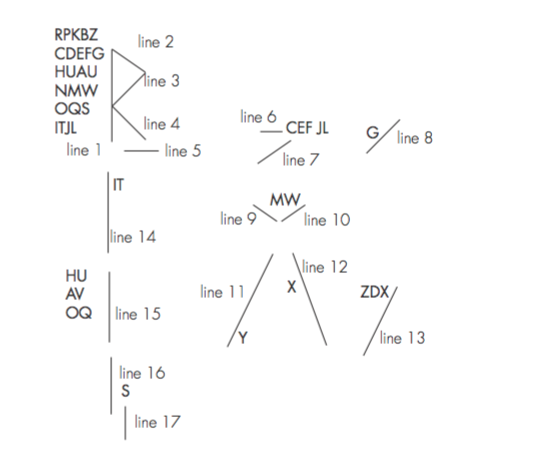 RPKBZ
CDEFG
HUAU
NMW
OQS
ITJL
line 1
line 2
line 3
line 4
line 5
line 6
CEF JL
line 7
G
line 8
IT
line 14
MW
line 9
line 10
HU
AV
OQ
line 15
line 11
Y
line 12
X
ZDX
line 13
line 16
S
line 17